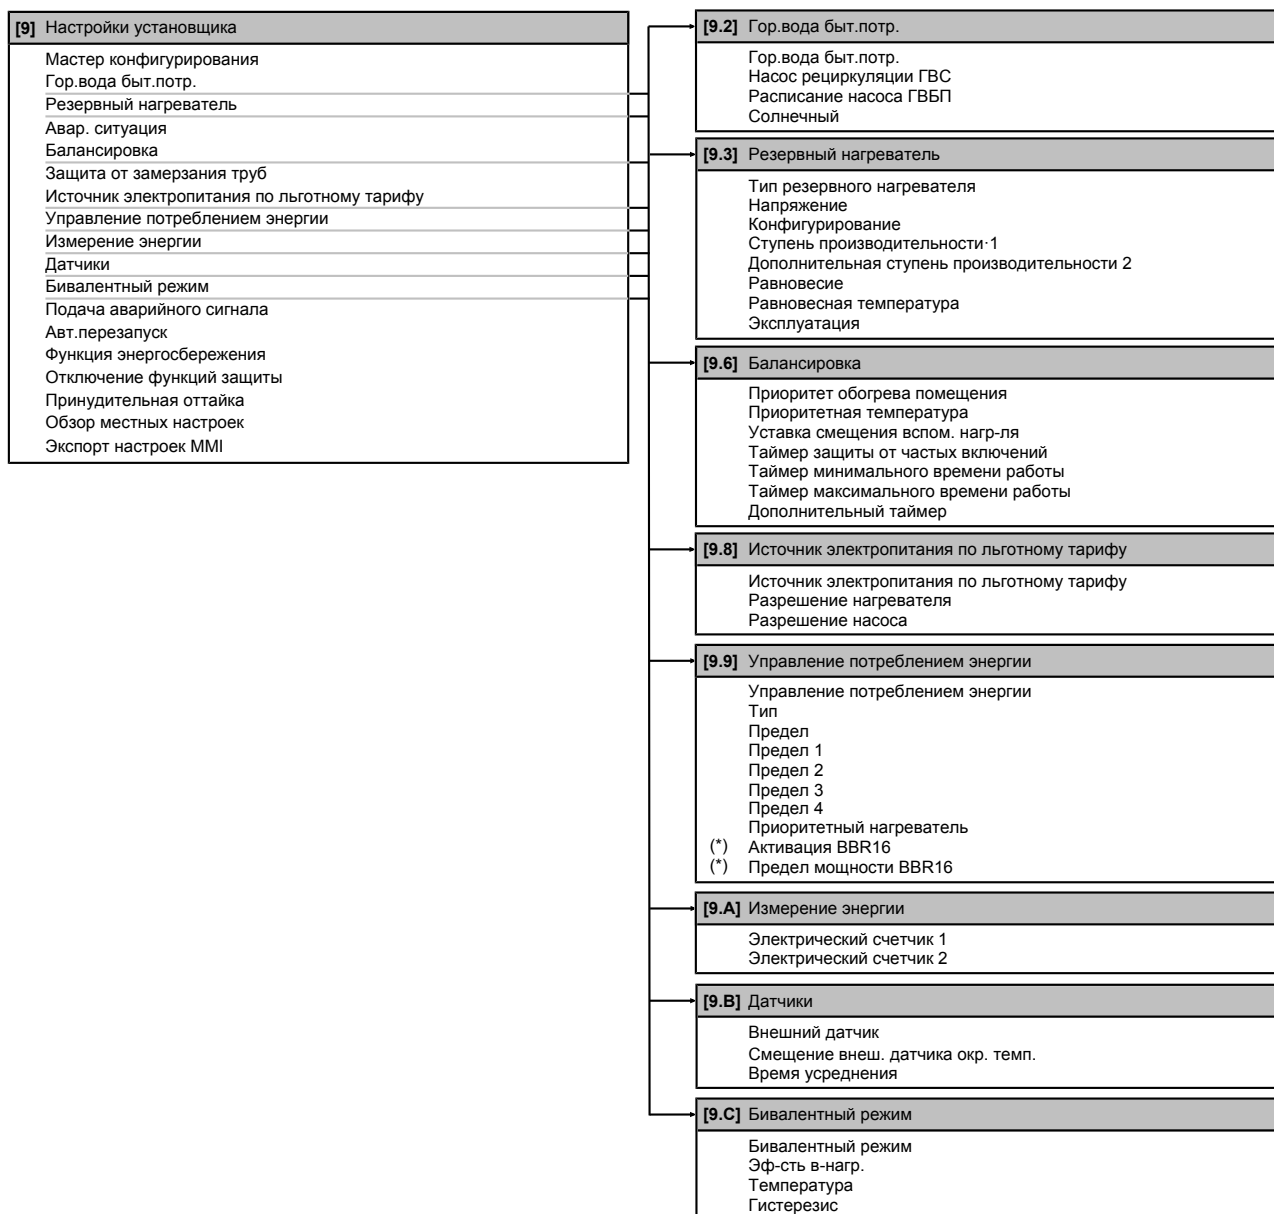 [9] Настройки установщика
Мастер конфигурирования
Гор.вода быт.потр.
Резервный нагреватель
Авар. ситуация
Балансировка
Защита от замерзания труб
Источник электропитания по льготному тарифу
Управление потреблением энергии
Измерение энергии
Датчики
Бивалентный режим
Подача аварийного сигнала
Авт.перезапуск
Функция энергосбережения
Отключение функций защиты
Принудительная оттайка
Обзор местных настроек
Экспорт настроек MMI
[9.2] Гор.вода быт.потр.
Гор.вода быт.потр.
Насос рециркуляции ГВС
Расписание насоса ГВБП
Солнечный
[9.3] Резервный нагреватель
Тип резервного нагревателя
Напряжение
Конфигурирование
Ступень производительности·1
Дополнительная ступень производительности 2
Равновесие
Равновесная температура
Эксплуатация
[9.6] Балансировка
Приоритет обогрева помещения
Приоритетная температура
Уставка смещения вспом. нагр-ля
Таймер защиты от частых включений
Таймер минимального времени работы
Таймер максимального времени работы
Дополнительный таймер
[9.8] Источник электропитания по льготному тарифу
Источник электропитания по льготному тарифу
Разрешение нагревателя
Разрешение насоса
[9.9] Управление потреблением энергии
Управление потреблением энергии
Тип
Предел
Предел 1
Предел 2
Предел 3
Предел 4
Приоритетный нагреватель
(*) Активация BBR16
(*) Предел мощности BBR16
[9.A] Измерение энергии
Электрический счетчик 1
Электрический счетчик 2
[9.B] Датчики
Внешний датчик
Смещение внеш. датчика окр. темп.
Время усреднения
[9.C] Бивалентный режим
Бивалентный режим
Эф-сть в-нагр.
Температура
Гистерезис